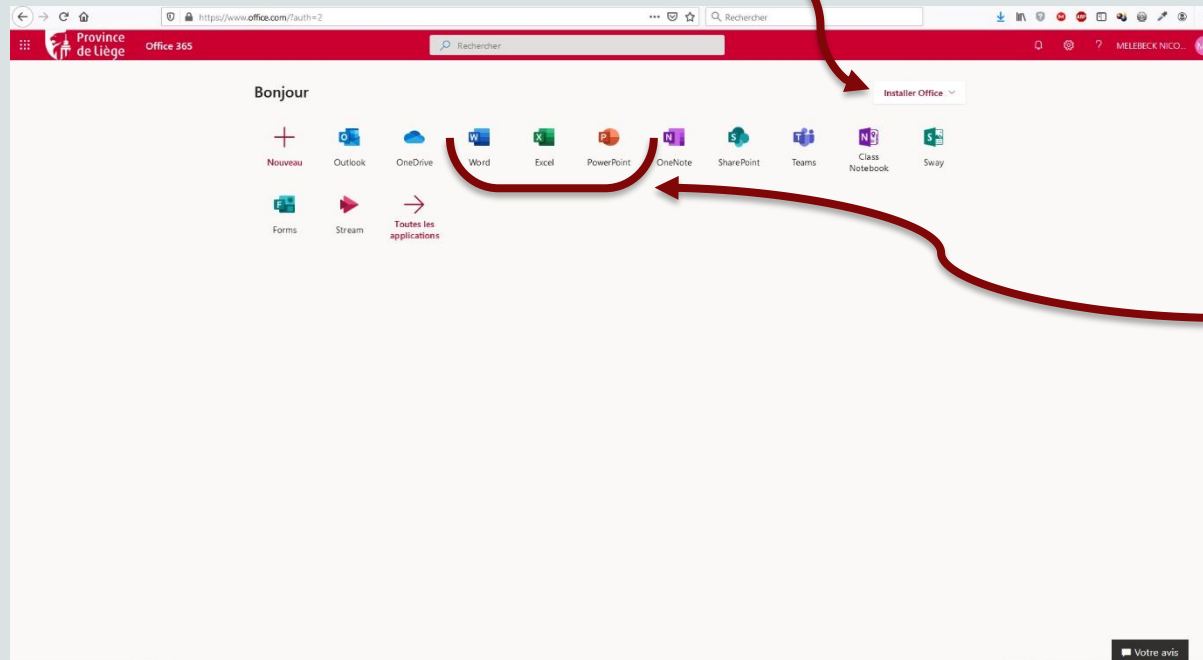 https://www.office.com/?auth=2
Rechercher
Province
de Liège
Office 365
Rechercher
?
MELEBECK NICO...
Bonjour
Installer Office
Nouveau
Outlook
OneDrive
Word
Excel
PowerPoint
OneNote
SharePoint
Teams
Class
Notebook
Sway
Forms
Stream
Toutes les
applications
Votre avis